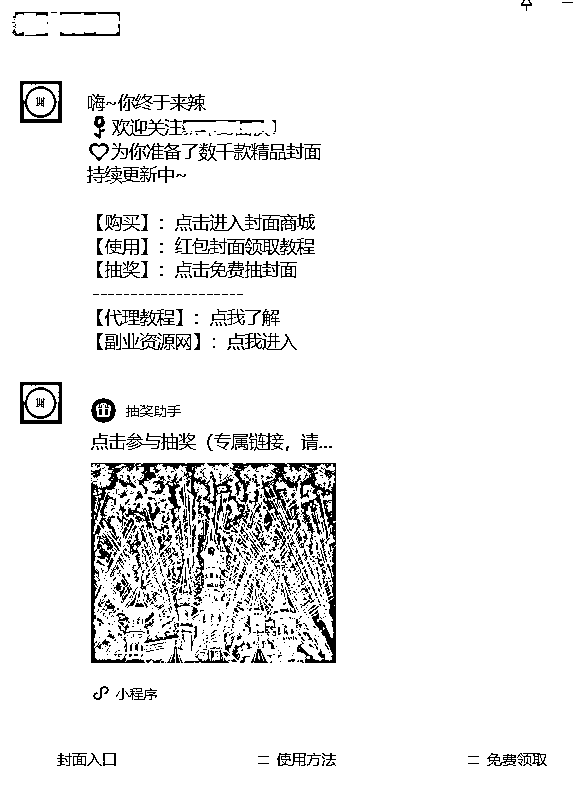 嗨~你终于来辣
欢迎关注
为你准备了数千款精品封面
持续更新中~
【购买】：点击进入封面商城
【使用】：红包封面领取教程
【抽奖】：点击免费抽封面
--------------------
【代理教程】：点我了解
【副业资源网】：点我进入
抽奖助手
点击参与抽奖（专属链接，请...
小程序
封面入口
使用方法
免费领取